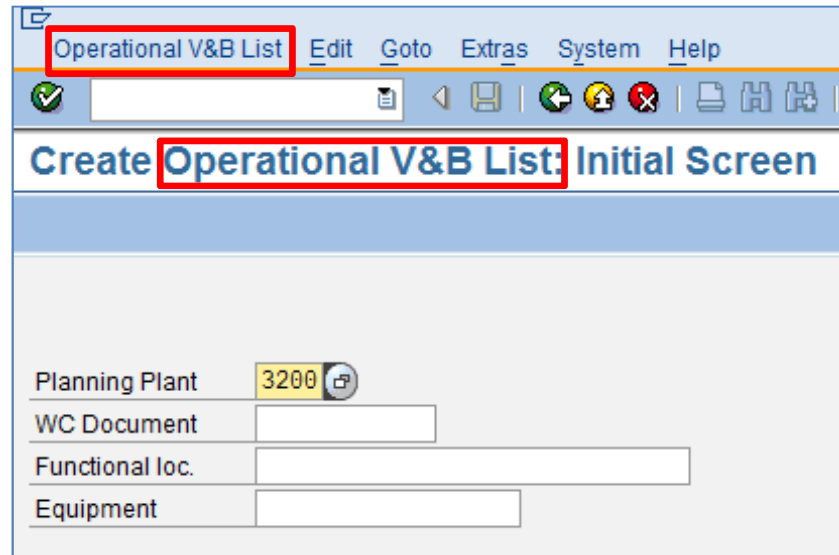 Operational V&B List Edit Goto Extras System Help
Create Operational V&B List: Initial Screen
Planning Plant 3200
WC Document
Functional loc.
Equipment